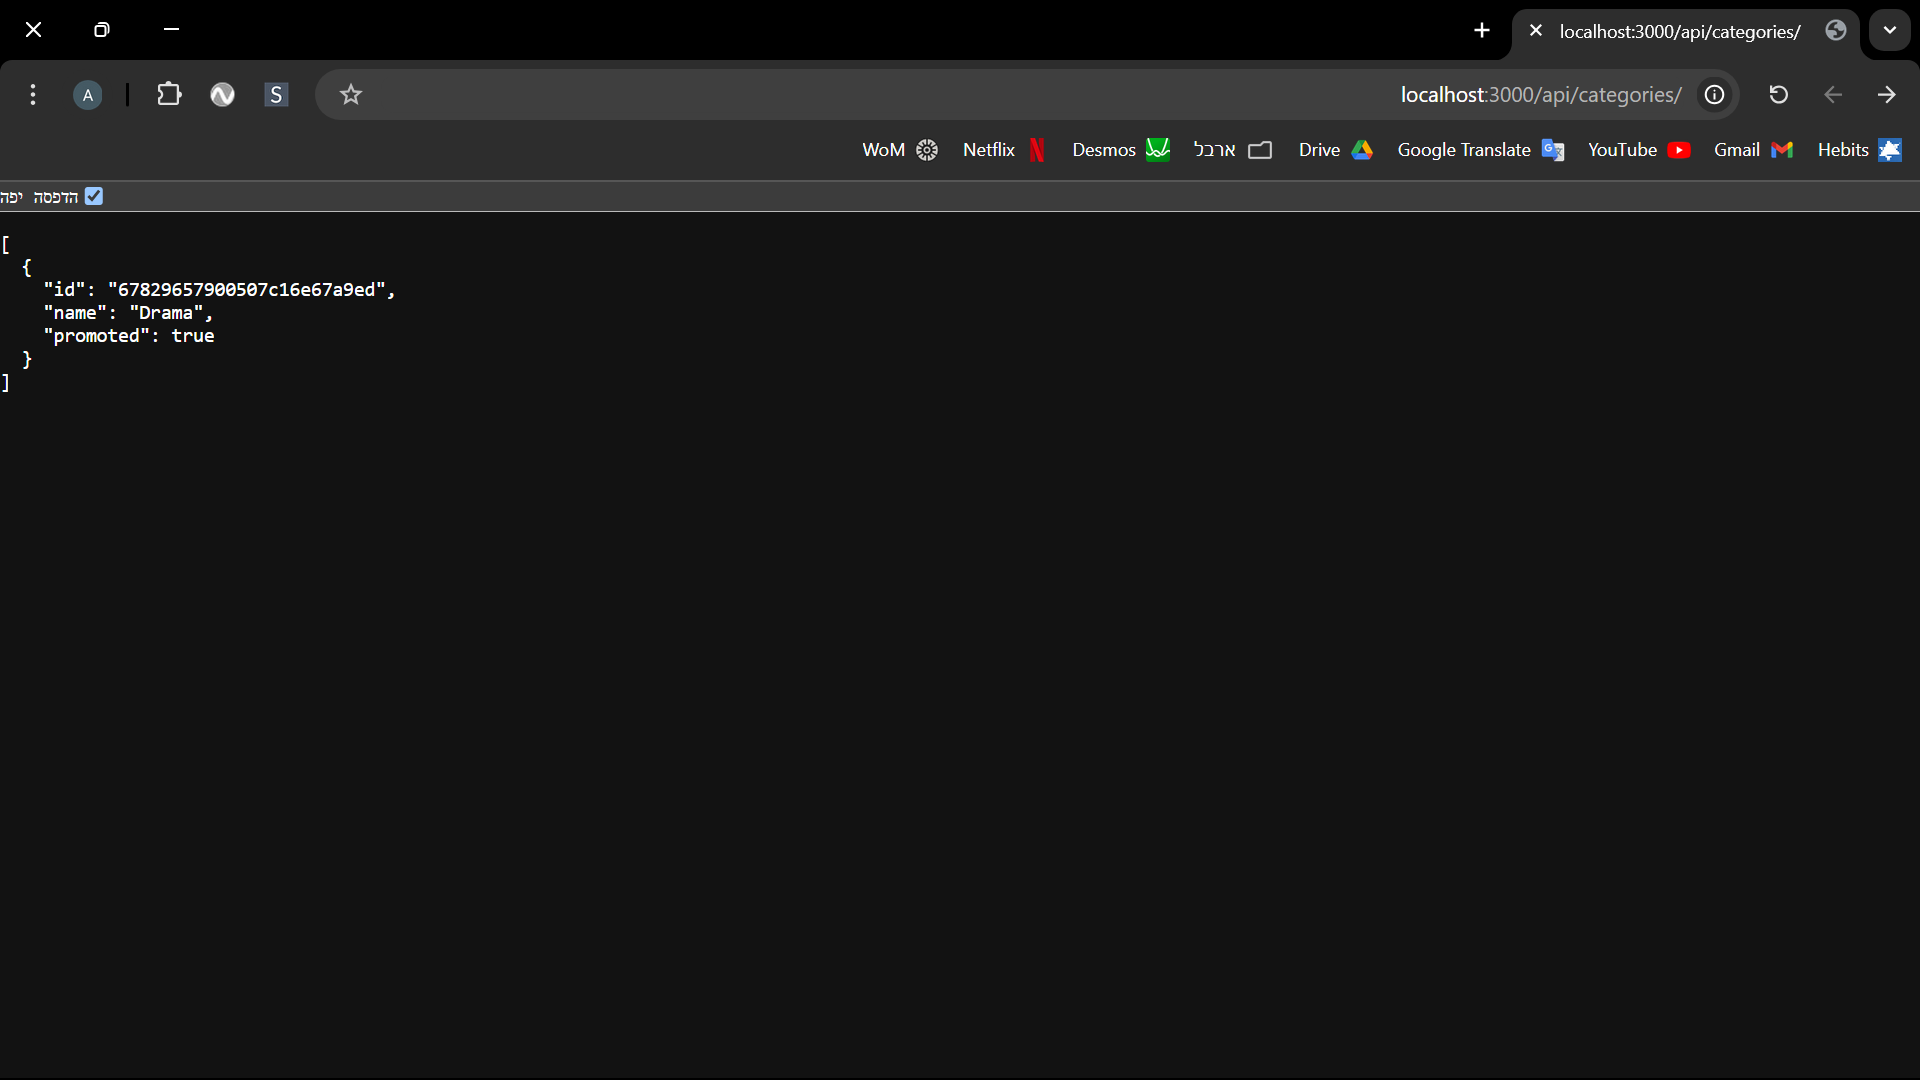 localhost:3000/api/categories/
A
S
localhost:3000/api/categories/
WoM Netflix Desmos ארבל Drive Google Translate YouTube Gmail Hebits
הדפסה יפה
[
{
"id": "67829657900507c16e67a9ed",
"name": "Drama",
"promoted": true
}
]